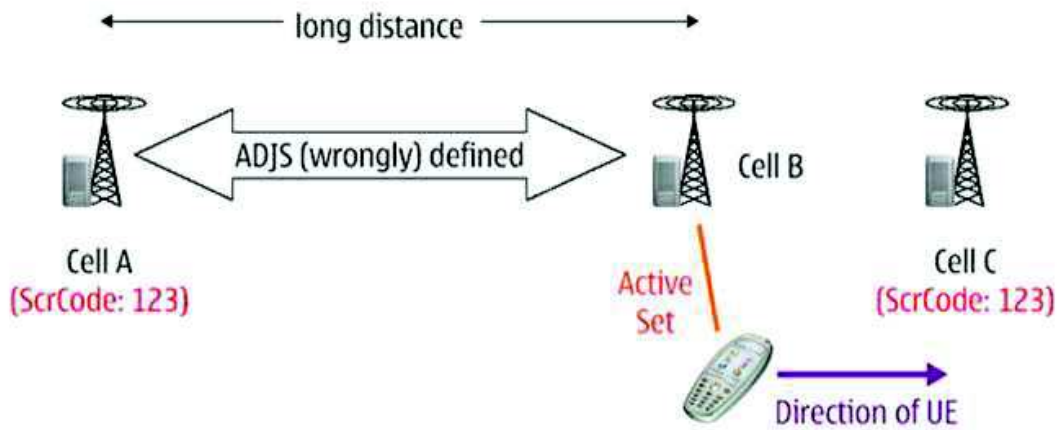 long distance
ADJS (wrongly) defined
Cell B
Cell A
(ScrCode: 123)
Cell C
(ScrCode: 123)
Active
Set
Direction of UE